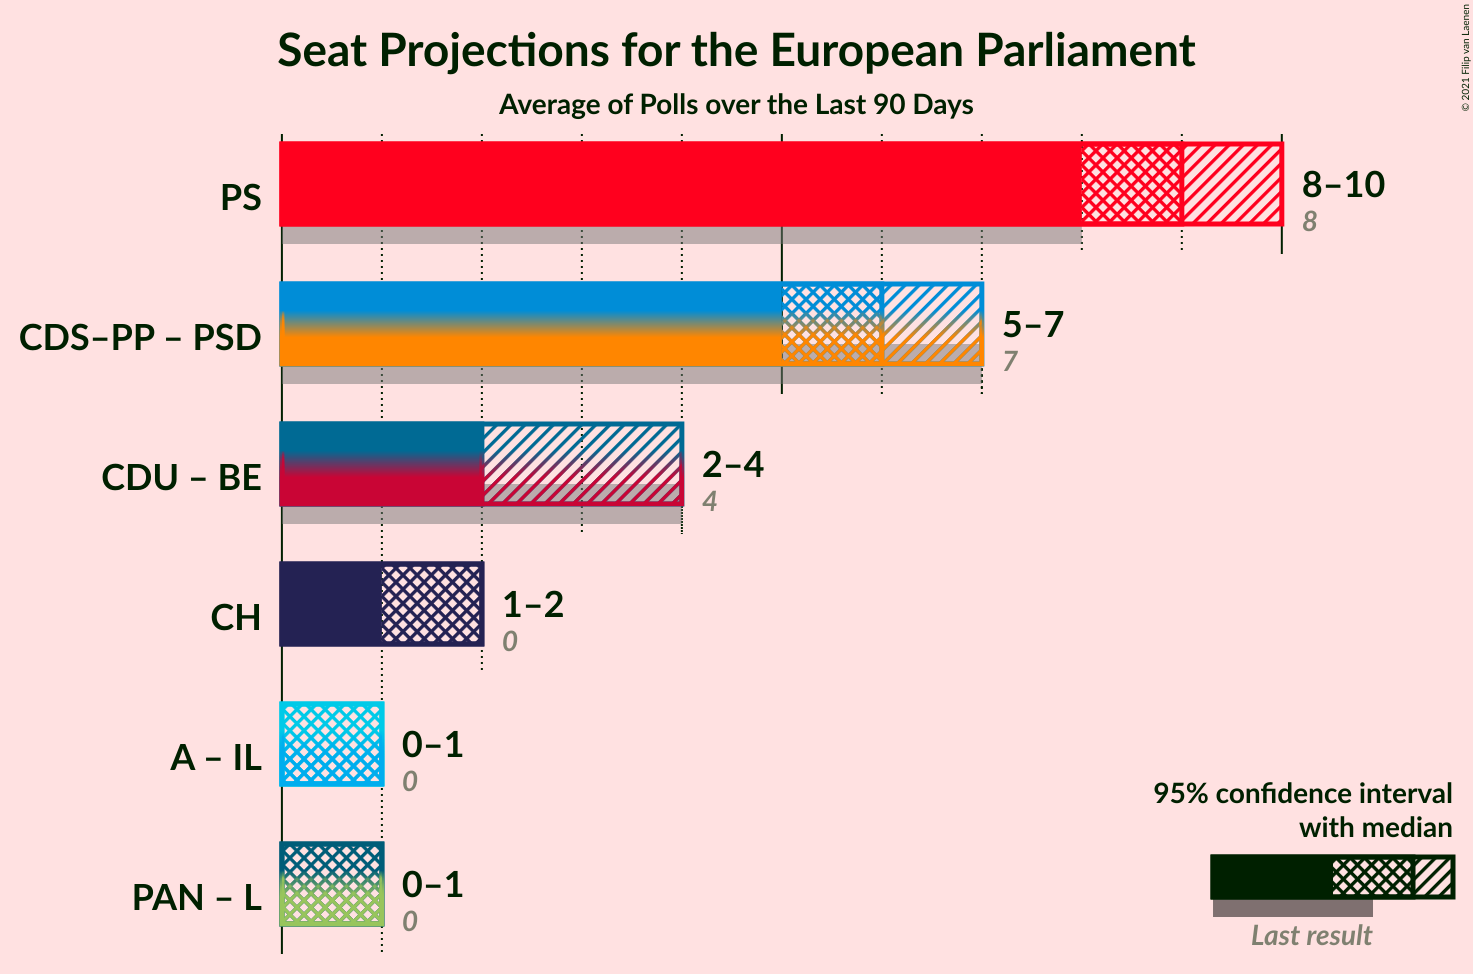 Seat Projections for the European Parliament
Average of Polls over the Last 90 Days
© 2021 Filip van Laenen
PS
8–10
8
CDS–PP – PSD
5–7
7
CDU – BE
2–4
4
CH
1–2
0
A – IL
0–1
0
PAN – L
0–1
0
95% confidence interval
with median
Last result